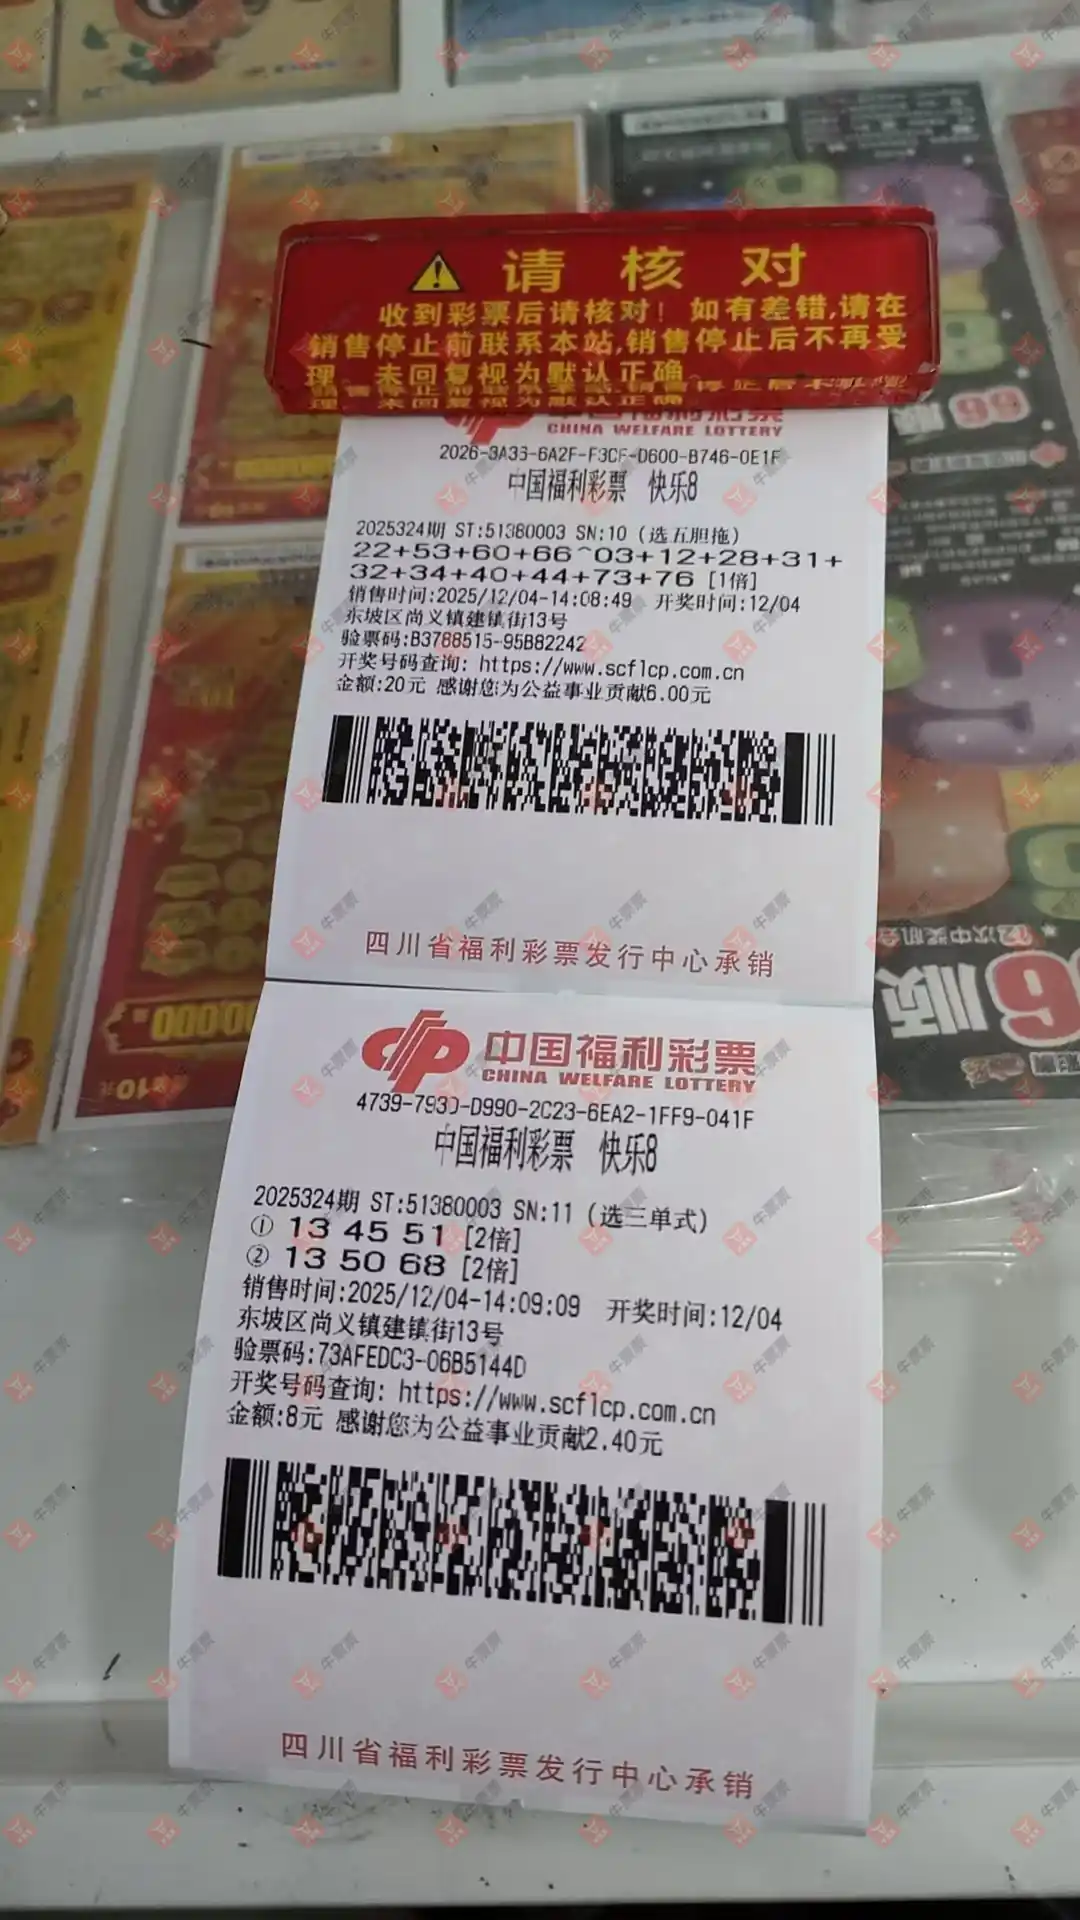 请核对
收到彩票后请核对！如有差错,请在
销售停止前联系本站,销售停止后不再受
理。未回复视为默认正确
CHINA WELFARE LOTTERY
2026-3A33-6A2F-F3CF-D600-B746-0E1F
中国福利彩票 快乐8
2025324期 ST:51380003 SN:10 (选五胆拖)
22+53+60+66^03+12+28+31+
32+34+40+44+73+76 [1倍]
销售时间:2025/12/04-14:08:49 开奖时间:12/04
东坡区尚义镇建镇街13号
验票码:B3788515-95B82242
开奖号码查询: https://www.scflcp.com.cn
金额:20元 感谢您为公益事业贡献6.00元
四川省福利彩票发行中心承销
中国福利彩票
CHINA WELFARE LOTTERY
4739-793D-D990-2C23-6EA2-1FF9-041F
中国福利彩票 快乐8
2025324期 ST:51380003 SN:11 (选三单式)
① 13 45 51 [2倍]
② 13 50 68 [2倍]
销售时间:2025/12/04-14:09:09 开奖时间:12/04
东坡区尚义镇建镇街13号
验票码:73AFEDC3-06B5144D
开奖号码查询: https://www.scflcp.com.cn
金额:8元 感谢您为公益事业贡献2.40元
四川省福利彩票发行中心承销
牛票票